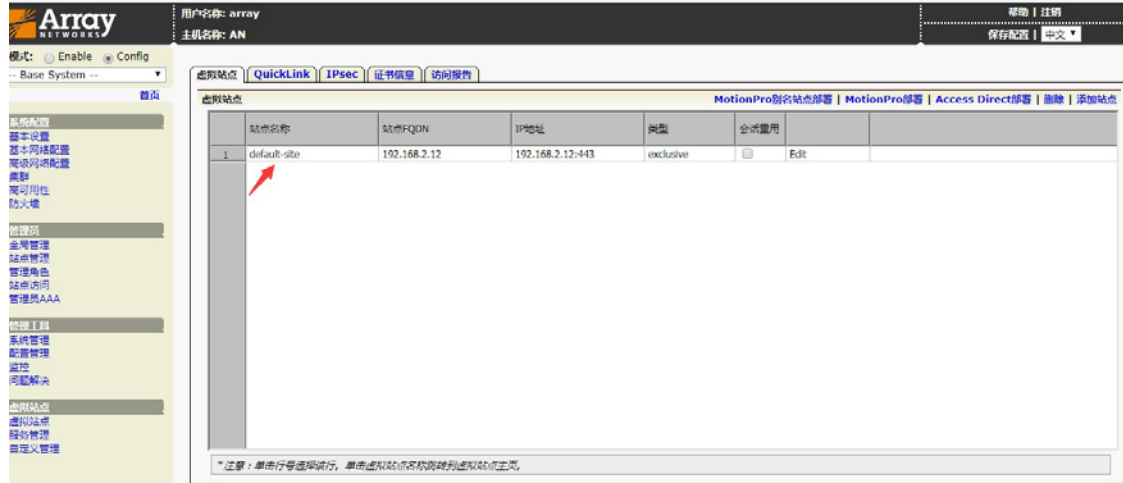 Array
NETWORKS
用户名称: array
主机名称: AN
帮助 | 注销
保存配置 | 中文
模式: Enable Config
-- Base System --
首页
系统配置
基本设置
基本网络配置
高级网络配置
集群
高可用性
防火墙
管理员
全局管理
站点管理
管理角色
站点访问
管理员AAA
管理工具
系统管理
配置管理
监控
问题解决
虚拟站点
虚拟站点
服务管理
自定义管理
虚拟站点 QuickLink IPsec 证书信息 访问报告
虚拟站点
MotionPro别名站点部署 | MotionPro部署 | Access Direct部署 | 删除 | 添加站点
站点名称 站点FQDN IP地址 类型 会话重用
1 default-site 192.168.2.12 192.168.2.12:443 exclusive Edit
*注意：单击行号选择该行，单击虚拟站点名称跳转到虚拟站点主页。